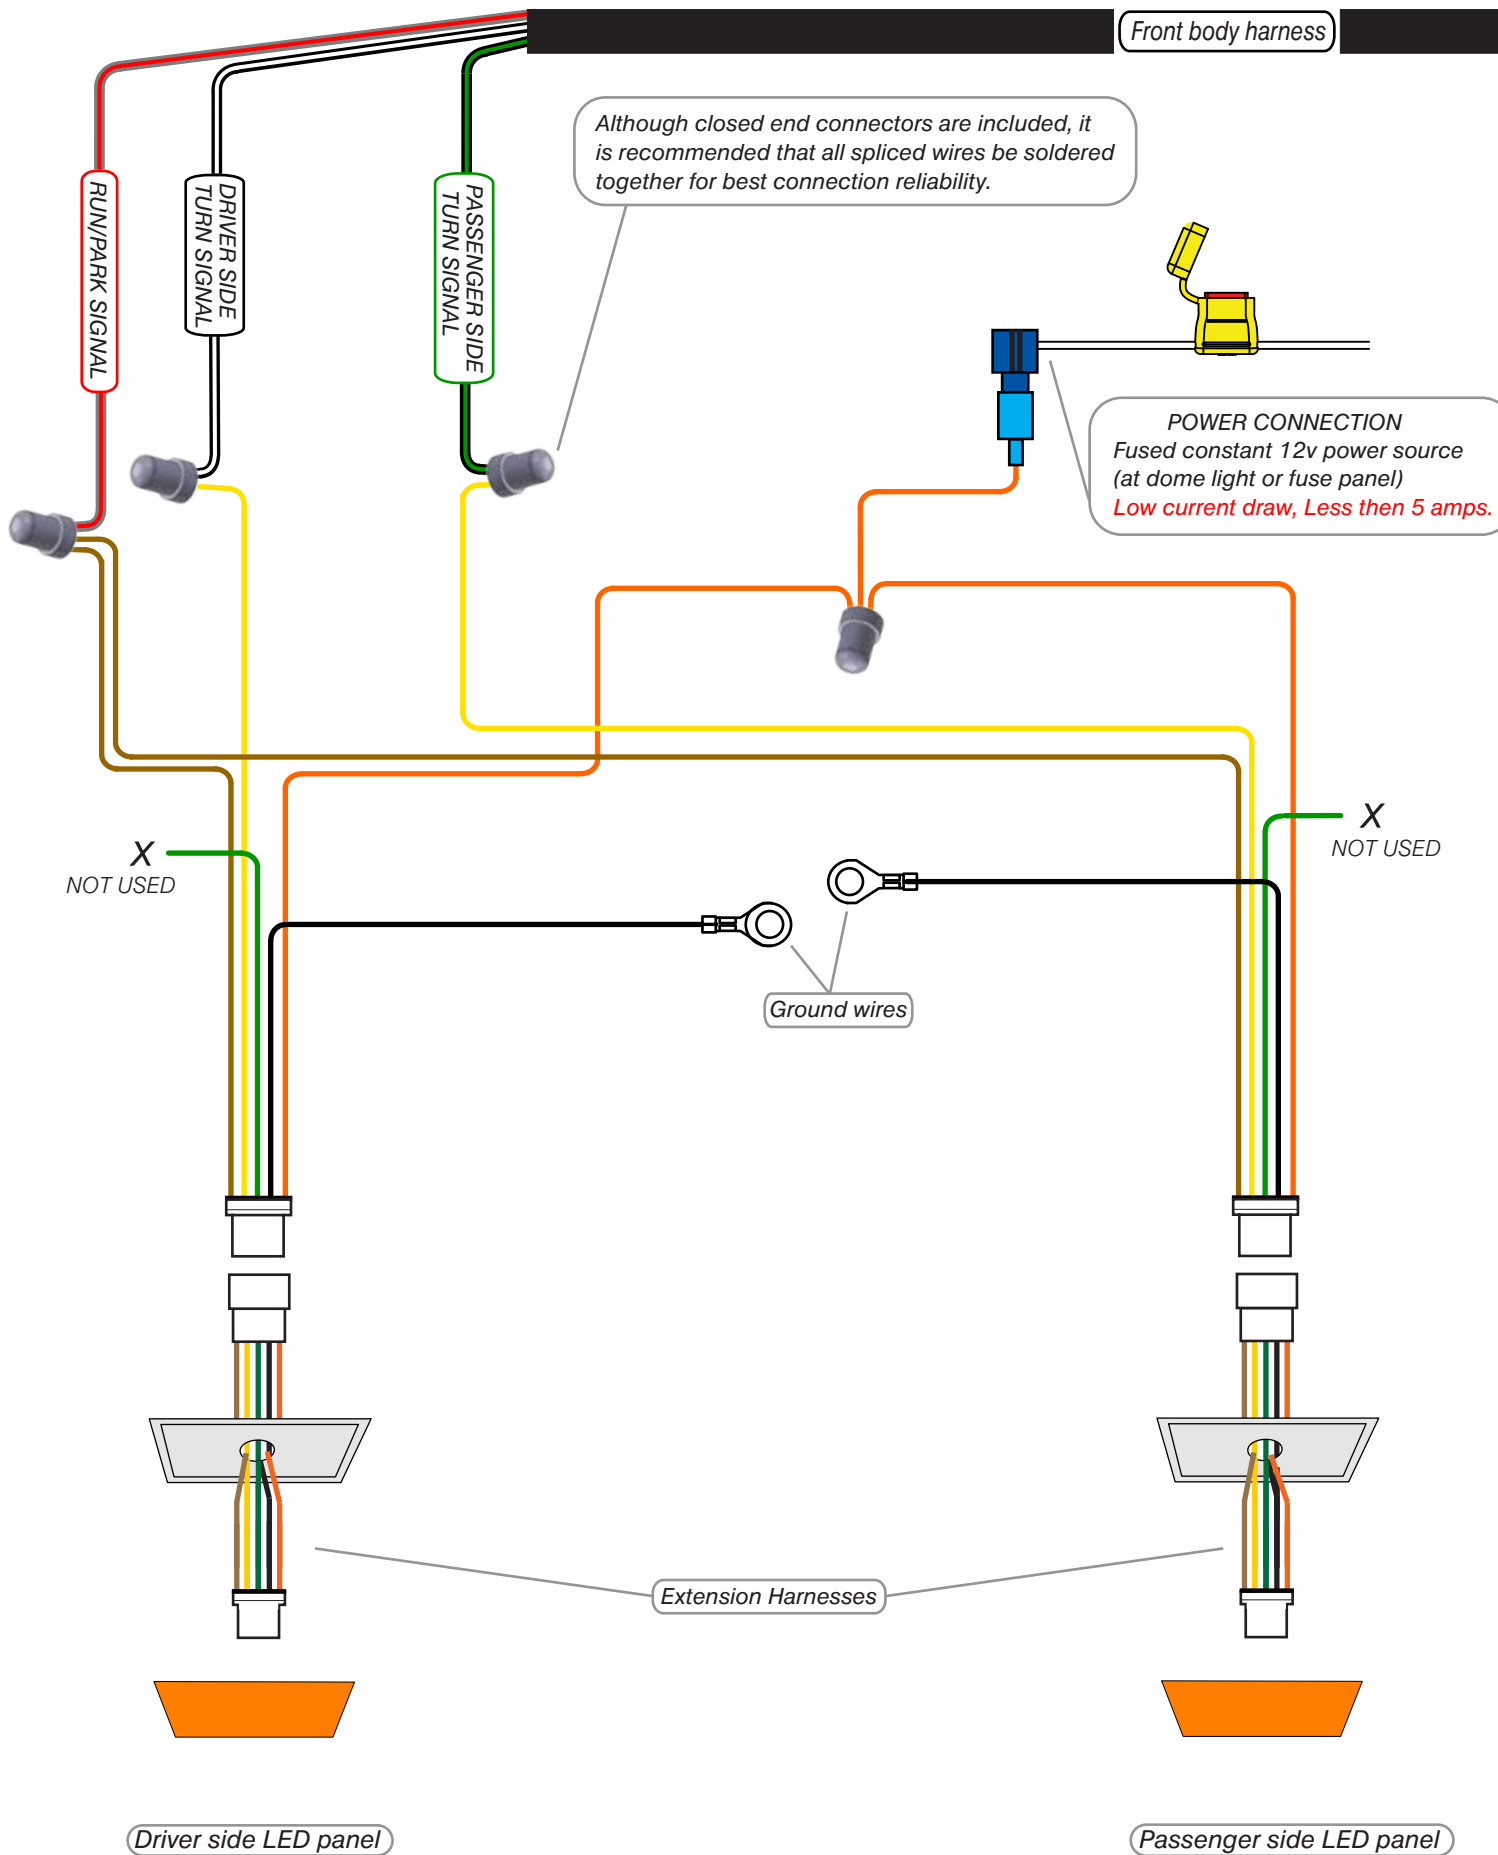 Front body harness
Although closed end connectors are included, it
is recommended that all spliced wires be soldered
together for best connection reliability.
RUN/PARK SIGNAL
DRIVER SIDE
TURN SIGNAL
PASSENGER SIDE
TURN SIGNAL
POWER CONNECTION
Fused constant 12v power source
(at dome light or fuse panel)
Low current draw, Less then 5 amps.
X
NOT USED
X
NOT USED
Ground wires
Extension Harnesses
Driver side LED panel
Passenger side LED panel